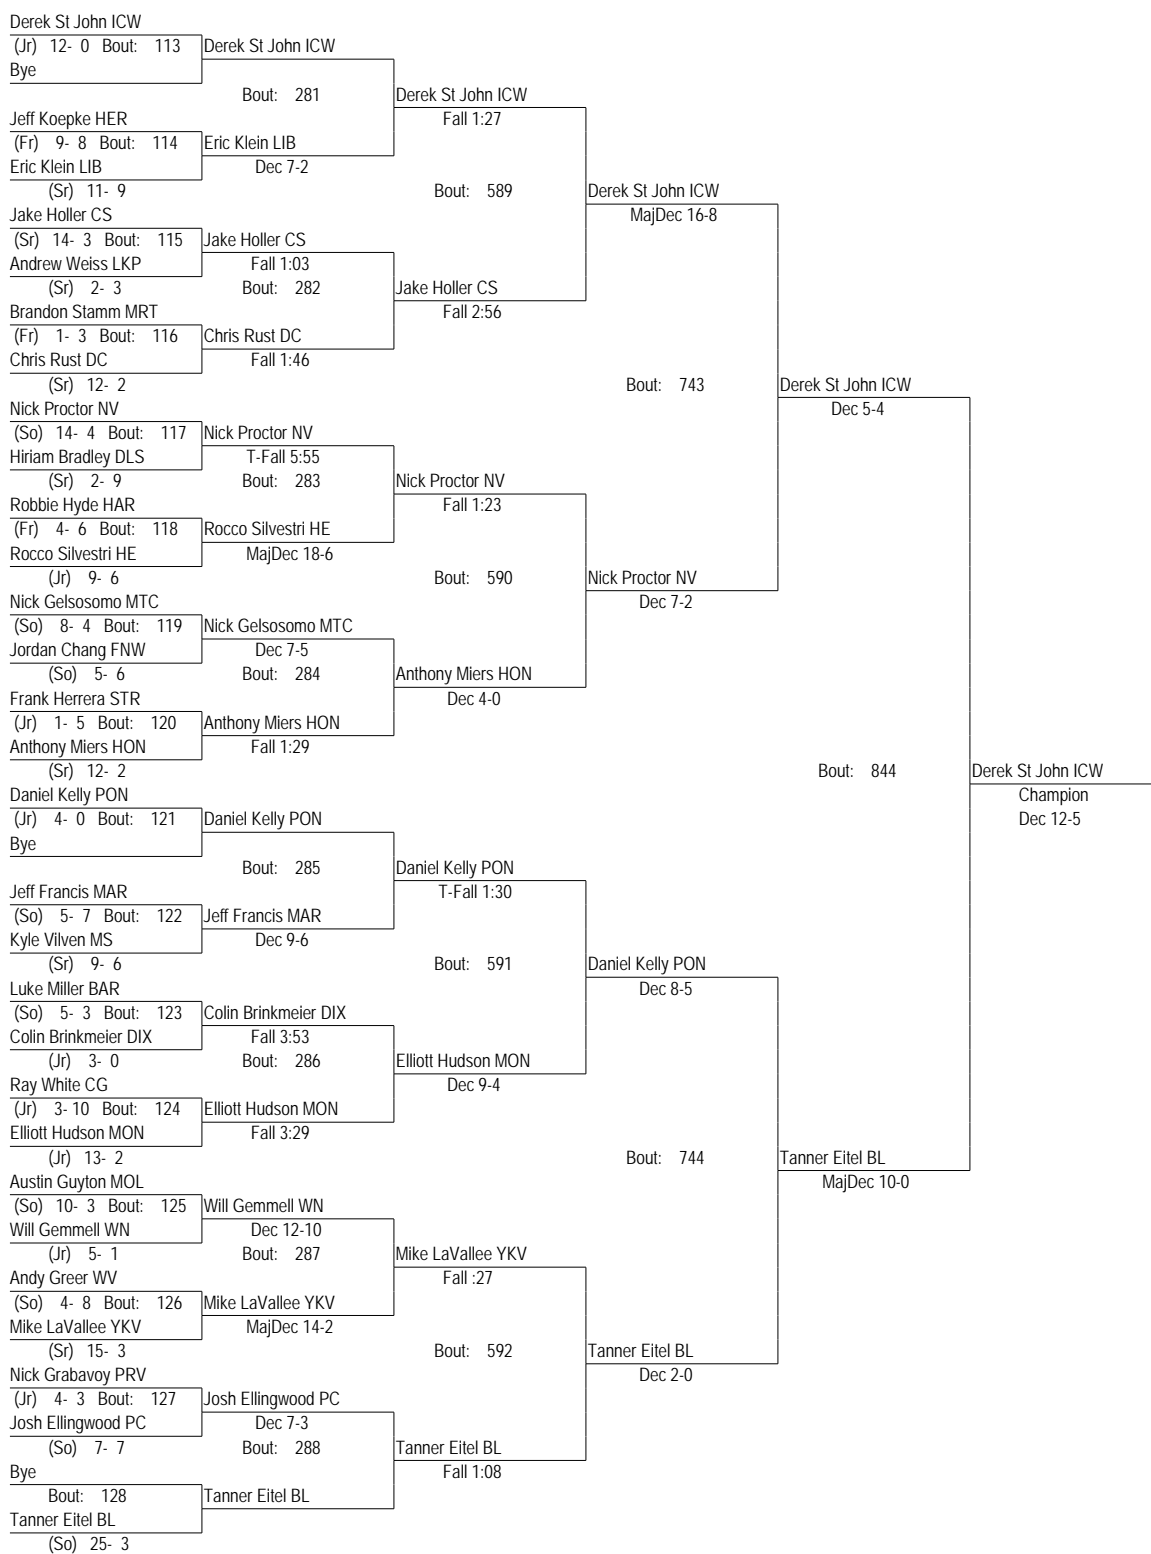 Derek St John ICW
(Jr) 12- 0 Bout: 113 Derek St John ICW
Bye
Bout: 281 Derek St John ICW
Jeff Koepke HER Fall 1:27
(Fr) 9- 8 Bout: 114 Eric Klein LIB
Eric Klein LIB Dec 7-2
(Sr) 11- 9 Bout: 589 Derek St John ICW
Jake Holler CS MajDec 16-8
(Sr) 14- 3 Bout: 115 Jake Holler CS
Andrew Weiss LKP Fall 1:03
(Sr) 2- 3 Bout: 282 Jake Holler CS
Brandon Stamm MRT Fall 2:56
(Fr) 1- 3 Bout: 116 Chris Rust DC
Chris Rust DC Fall 1:46
(Sr) 12- 2 Bout: 743 Derek St John ICW
Nick Proctor NV Dec 5-4
(So) 14- 4 Bout: 117 Nick Proctor NV
Hiriam Bradley DLS T-Fall 5:55
(Sr) 2- 9 Bout: 283 Nick Proctor NV
Robbie Hyde HAR Fall 1:23
(Fr) 4- 6 Bout: 118 Rocco Silvestri HE
Rocco Silvestri HE MajDec 18-6
(Jr) 9- 6 Bout: 590 Nick Proctor NV
Nick Gelsosomo MTC Dec 7-2
(So) 8- 4 Bout: 119 Nick Gelsosomo MTC
Jordan Chang FNW Dec 7-5
(So) 5- 6 Bout: 284 Anthony Miers HON
Frank Herrera STR Dec 4-0
(Jr) 1- 5 Bout: 120 Anthony Miers HON
Anthony Miers HON Fall 1:29
(Sr) 12- 2 Bout: 844 Derek St John ICW
Daniel Kelly PON Champion
(Jr) 4- 0 Bout: 121 Daniel Kelly PON Dec 12-5
Bye
Bout: 285 Daniel Kelly PON
Jeff Francis MAR T-Fall 1:30
(So) 5- 7 Bout: 122 Jeff Francis MAR
Kyle Vilven MS Dec 9-6
(Sr) 9- 6 Bout: 591 Daniel Kelly PON
Luke Miller BAR Dec 8-5
(So) 5- 3 Bout: 123 Colin Brinkmeier DIX
Colin Brinkmeier DIX Fall 3:53
(Jr) 3- 0 Bout: 286 Elliott Hudson MON
Ray White CG Dec 9-4
(Jr) 3- 10 Bout: 124 Elliott Hudson MON
Elliott Hudson MON Fall 3:29
(Jr) 13- 2 Bout: 744 Tanner Eitel BL
Austin Guyton MOL MajDec 10-0
(So) 10- 3 Bout: 125 Will Gemmell WN
Will Gemmell WN Dec 12-10
(Jr) 5- 1 Bout: 287 Mike LaVallee YKV
Andy Greer WV Fall :27
(So) 4- 8 Bout: 126 Mike LaVallee YKV
Mike LaVallee YKV MajDec 14-2
(Sr) 15- 3 Bout: 592 Tanner Eitel BL
Nick Grabavoy PRV Dec 2-0
(Jr) 4- 3 Bout: 127 Josh Ellingwood PC
Josh Ellingwood PC Dec 7-3
(So) 7- 7 Bout: 288 Tanner Eitel BL
Bye Fall 1:08
Bout: 128 Tanner Eitel BL
Tanner Eitel BL
(So) 25- 3